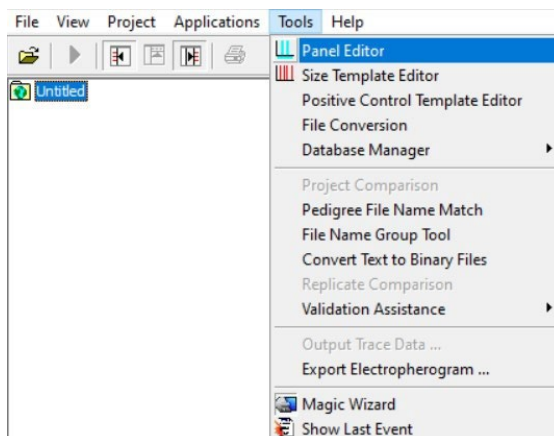 File View Project Applications Tools Help
Untitled
Panel Editor
Size Template Editor
Positive Control Template Editor
File Conversion
Database Manager
Project Comparison
Pedigree File Name Match
File Name Group Tool
Convert Text to Binary Files
Replicate Comparison
Validation Assistance
Output Trace Data ...
Export Electropherogram ...
Magic Wizard
Show Last Event